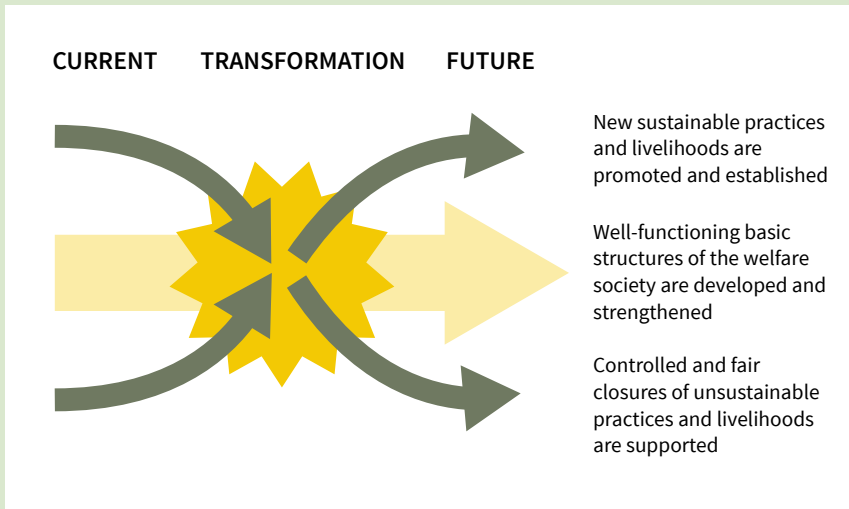 CURRENT TRANSFORMATION FUTURE
New sustainable practices
and livelihoods are
promoted and established
Well-functioning basic
structures of the welfare
society are developed and
strengthened
Controlled and fair
closures of unsustainable
practices and livelihoods
are supported